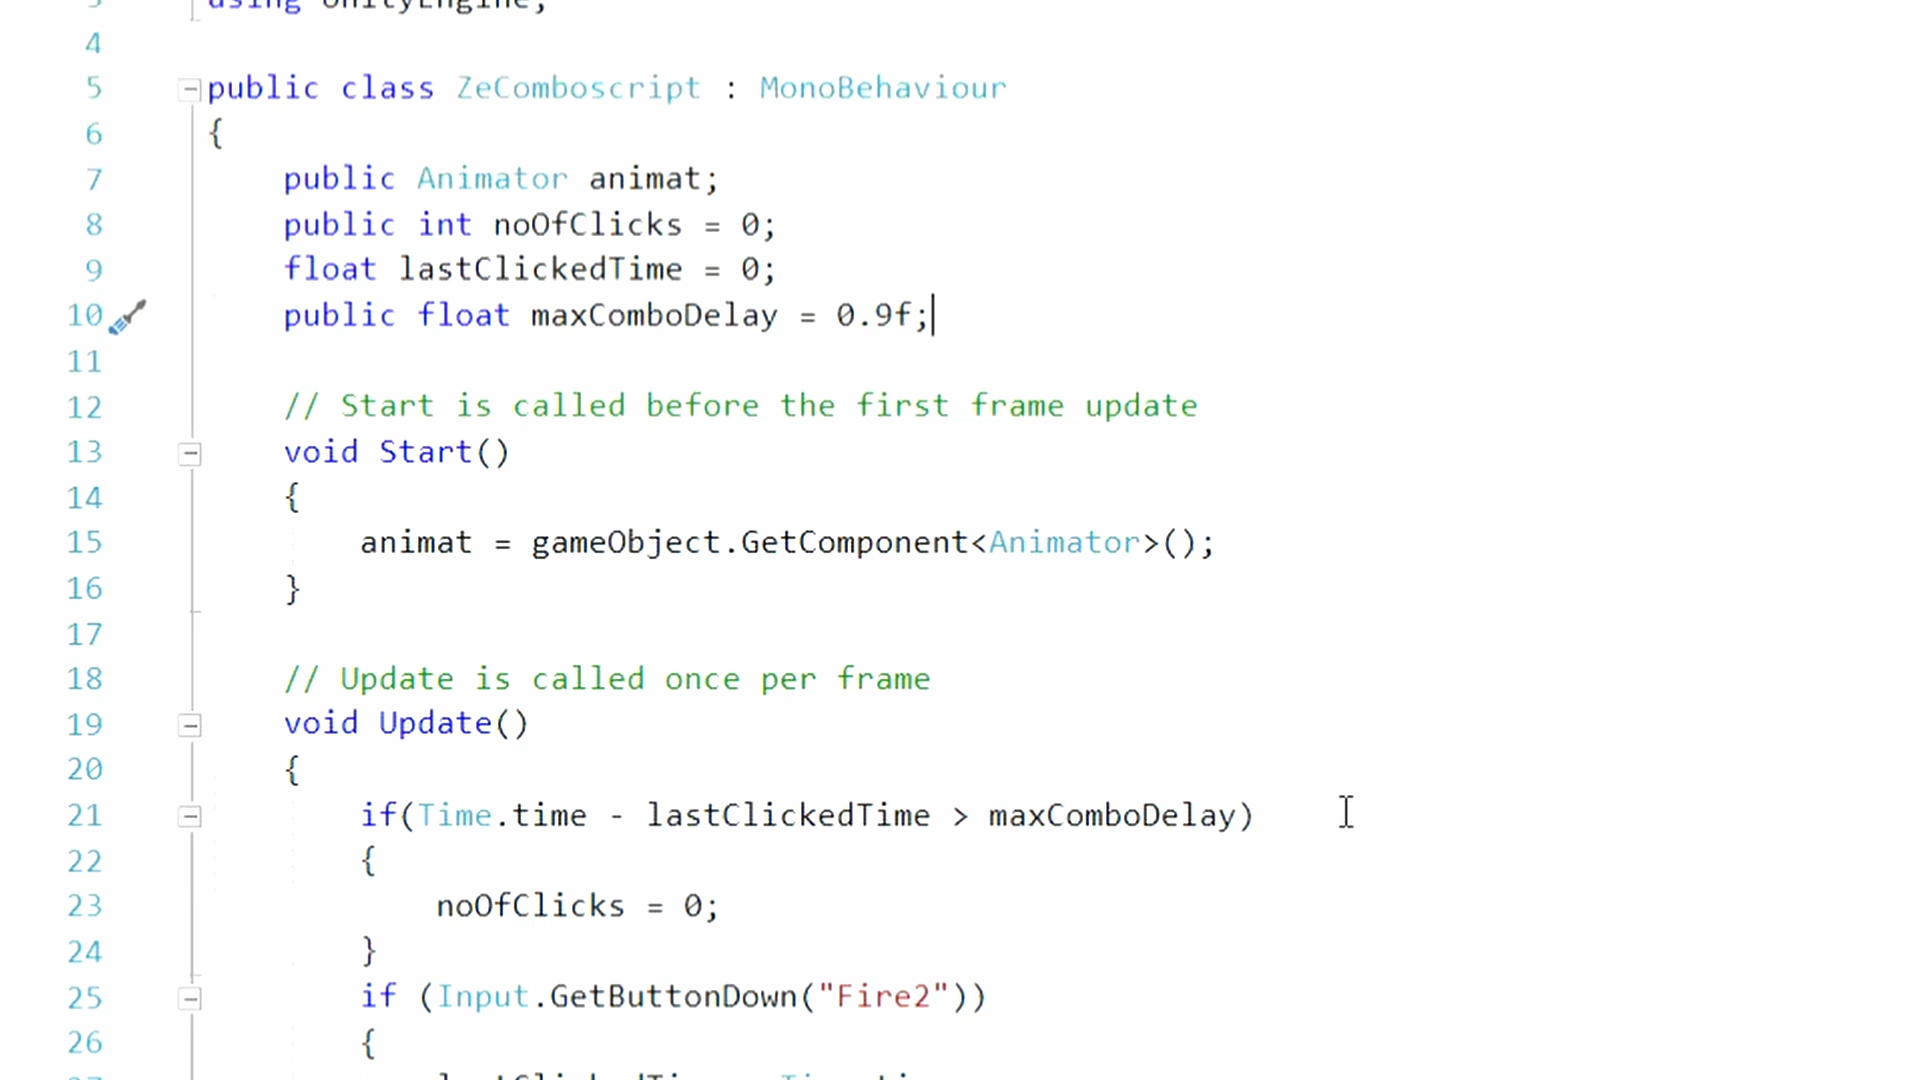 3 using UnityEngine;
4
5 public class ZeComboscript : MonoBehaviour
6 {
7 public Animator animat;
8 public int noOfClicks = 0;
9 float lastClickedTime = 0;
10 public float maxComboDelay = 0.9f;
11
12 // Start is called before the first frame update
13 void Start()
14 {
15 animat = gameObject.GetComponent<Animator>();
16 }
17
18 // Update is called once per frame
19 void Update()
20 {
21 if(Time.time - lastClickedTime > maxComboDelay)
22 {
23 noOfClicks = 0;
24 }
25 if (Input.GetButtonDown("Fire2"))
26 {